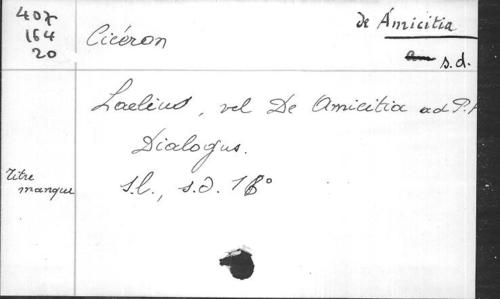 407
164
20
Cicéron
de Amicitia
s.d.
Laelius, vel De Amicitia ad P.
Dialogus.
s.l., s.d. 16°
Titre
manque